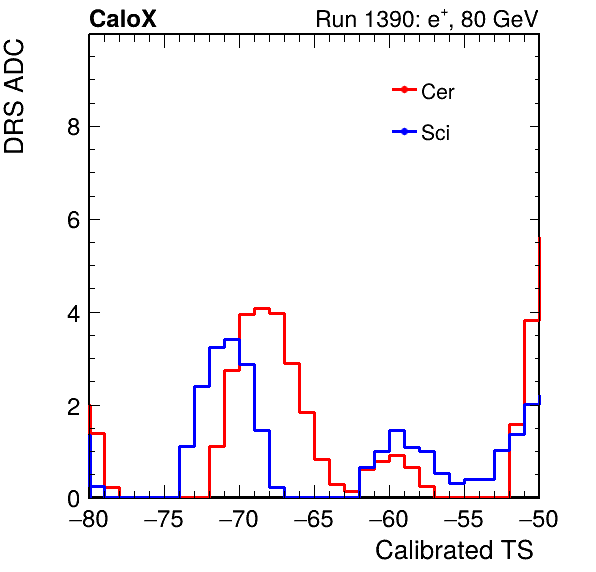 CaloX Run 1390: e⁺, 80 GeV
DRS ADC
Cer
Sci
8
6
4
2
0
−80 −75 −70 −65 −60 −55 −50
Calibrated TS